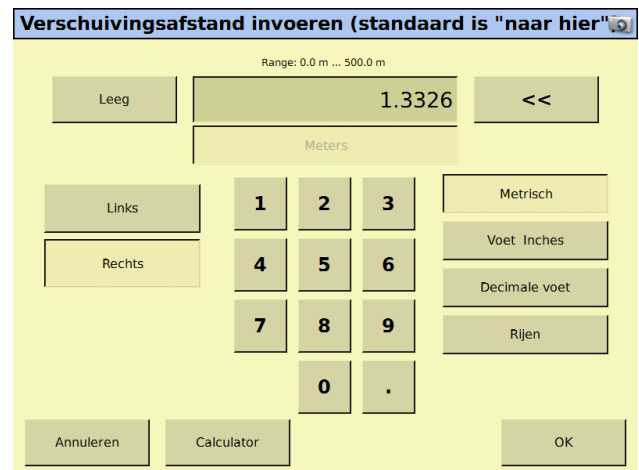 Verschuivingsafstand invoeren (standaard is "naar hier"
Range: 0.0 m ... 500.0 m
Leeg
1.3326
<<
Meters
Links
1 2 3
Metrisch
Rechts
4 5 6
Voet Inches
Decimale voet
7 8 9
Rijen
0 .
Annuleren
Calculator
OK